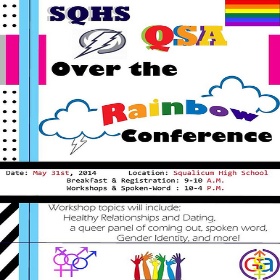 SQHS
QSA
Over the
Rainbow
Conference
Date: May 31st, 2014 Location: Squalicum High School
Breakfast & Registration: 9-10 A.M.
Workshops & Spoken-Word : 10-4 P.M.
Workshop topics will include:
Healthy Relationships and Dating,
a queer panel of coming out, spoken word,
Gender Identity, and more!